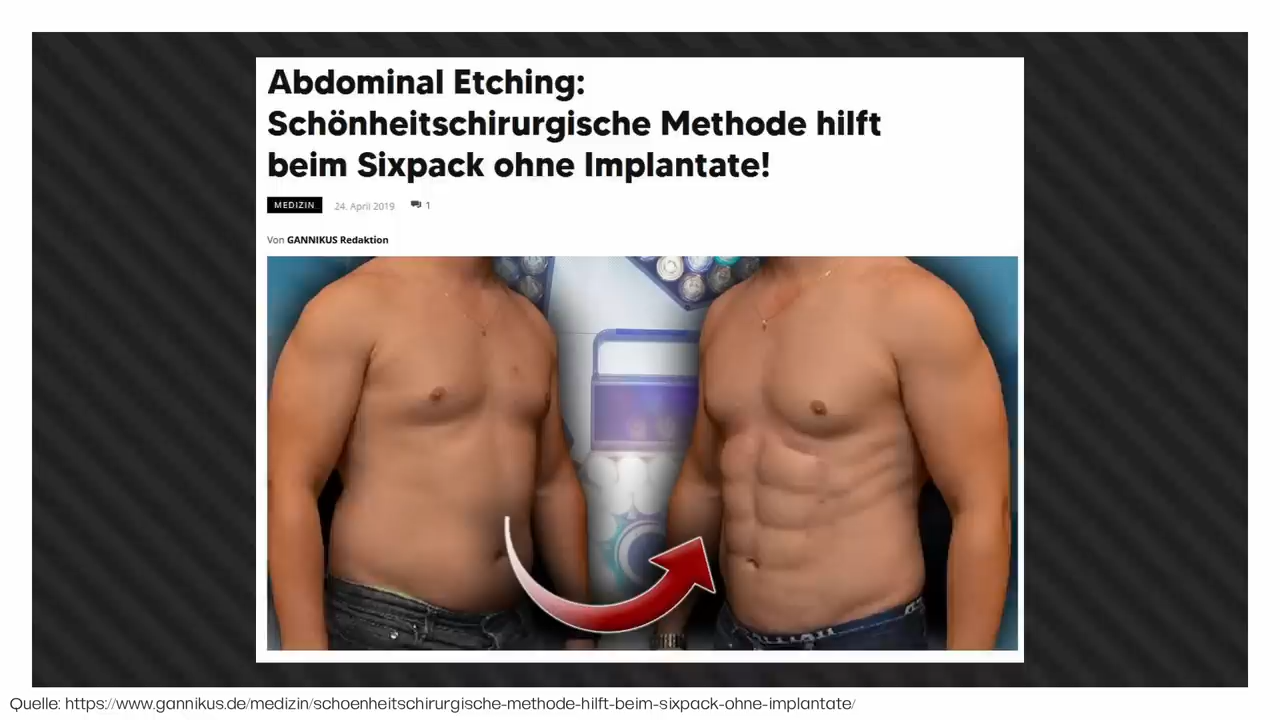 Abdominal Etching:
Schönheitschirurgische Methode hilft
beim Sixpack ohne Implantate!
MEDIZIN 24. April 2019 1
Von GANNIKUS Redaktion
Quelle: https://www.gannikus.de/medizin/schoenheitschirurgische-methode-hilft-beim-sixpack-ohne-implantate/